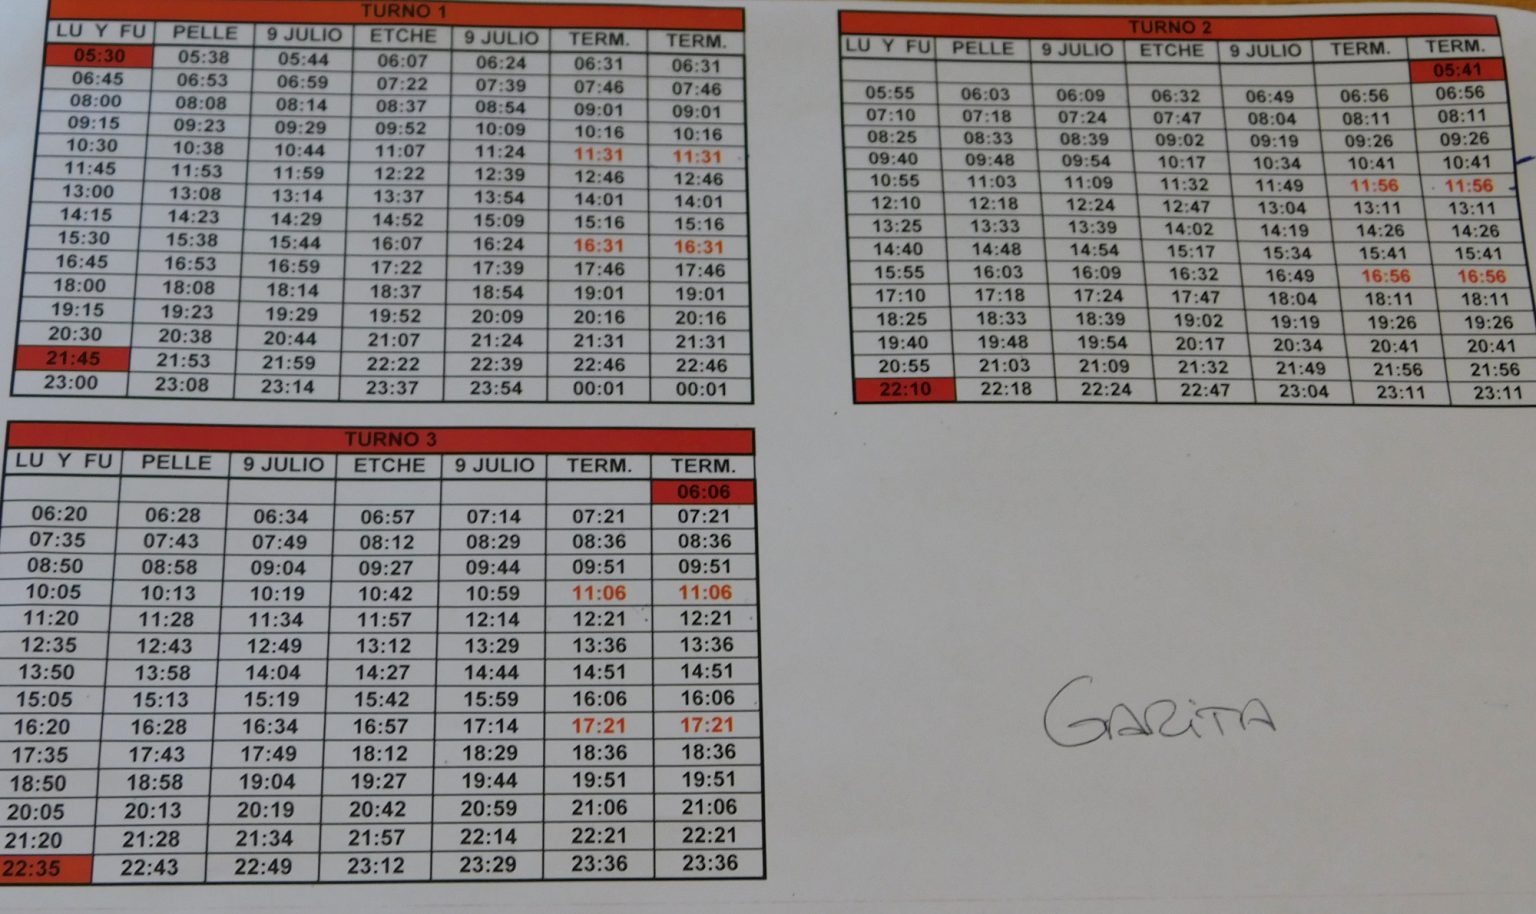 TURNO 1
LU Y FU PELLE 9 JULIO ETCHE 9 JULIO TERM. TERM.
05:30 05:38 05:44 06:07 06:24 06:31 06:31
06:45 06:53 06:59 07:22 07:39 07:46 07:46
08:00 08:08 08:14 08:37 08:54 09:01 09:01
09:15 09:23 09:29 09:52 10:09 10:16 10:16
10:30 10:38 10:44 11:07 11:24 11:31 11:31
11:45 11:53 11:59 12:22 12:39 12:46 12:46
13:00 13:08 13:14 13:37 13:54 14:01 14:01
14:15 14:23 14:29 14:52 15:09 15:16 15:16
15:30 15:38 15:44 16:07 16:24 16:31 16:31
16:45 16:53 16:59 17:22 17:39 17:46 17:46
18:00 18:08 18:14 18:37 18:54 19:01 19:01
19:15 19:23 19:29 19:52 20:09 20:16 20:16
20:30 20:38 20:44 21:07 21:24 21:31 21:31
21:45 21:53 21:59 22:22 22:39 22:46 22:46
23:00 23:08 23:14 23:37 23:54 00:01 00:01
TURNO 2
LU Y FU PELLE 9 JULIO ETCHE 9 JULIO TERM. TERM.
05:41
05:55 06:03 06:09 06:32 06:49 06:56 06:56
07:10 07:18 07:24 07:47 08:04 08:11 08:11
08:25 08:33 08:39 09:02 09:19 09:26 09:26
09:40 09:48 09:54 10:17 10:34 10:41 10:41
10:55 11:03 11:09 11:32 11:49 11:56 11:56
12:10 12:18 12:24 12:47 13:04 13:11 13:11
13:25 13:33 13:39 14:02 14:19 14:26 14:26
14:40 14:48 14:54 15:17 15:34 15:41 15:41
15:55 16:03 16:09 16:32 16:49 16:56 16:56
17:10 17:18 17:24 17:47 18:04 18:11 18:11
18:25 18:33 18:39 19:02 19:19 19:26 19:26
19:40 19:48 19:54 20:17 20:34 20:41 20:41
20:55 21:03 21:09 21:32 21:49 21:56 21:56
22:10 22:18 22:24 22:47 23:04 23:11 23:11
TURNO 3
LU Y FU PELLE 9 JULIO ETCHE 9 JULIO TERM. TERM.
06:06
06:20 06:28 06:34 06:57 07:14 07:21 07:21
07:35 07:43 07:49 08:12 08:29 08:36 08:36
08:50 08:58 09:04 09:27 09:44 09:51 09:51
10:05 10:13 10:19 10:42 10:59 11:06 11:06
11:20 11:28 11:34 11:57 12:14 12:21 12:21
12:35 12:43 12:49 13:12 13:29 13:36 13:36
13:50 13:58 14:04 14:27 14:44 14:51 14:51
15:05 15:13 15:19 15:42 15:59 16:06 16:06
16:20 16:28 16:34 16:57 17:14 17:21 17:21
17:35 17:43 17:49 18:12 18:29 18:36 18:36
18:50 18:58 19:04 19:27 19:44 19:51 19:51
20:05 20:13 20:19 20:42 20:59 21:06 21:06
21:20 21:28 21:34 21:57 22:14 22:21 22:21
22:35 22:43 22:49 23:12 23:29 23:36 23:36
GARITA